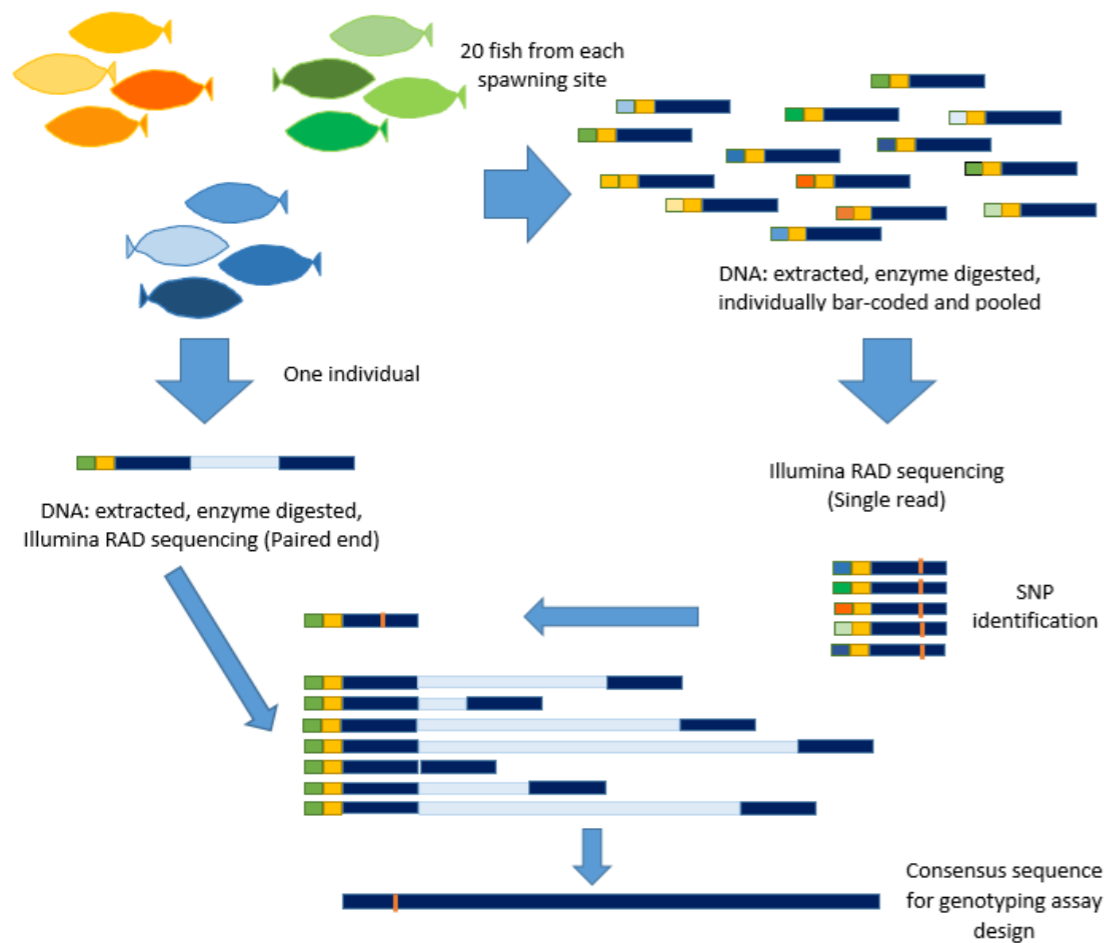 20 fish from each
spawning site
DNA: extracted, enzyme digested,
individually bar-coded and pooled
One individual
Illumina RAD sequencing
(Single read)
DNA: extracted, enzyme digested,
Illumina RAD sequencing (Paired end)
SNP
identification
Consensus sequence
for genotyping assay
design